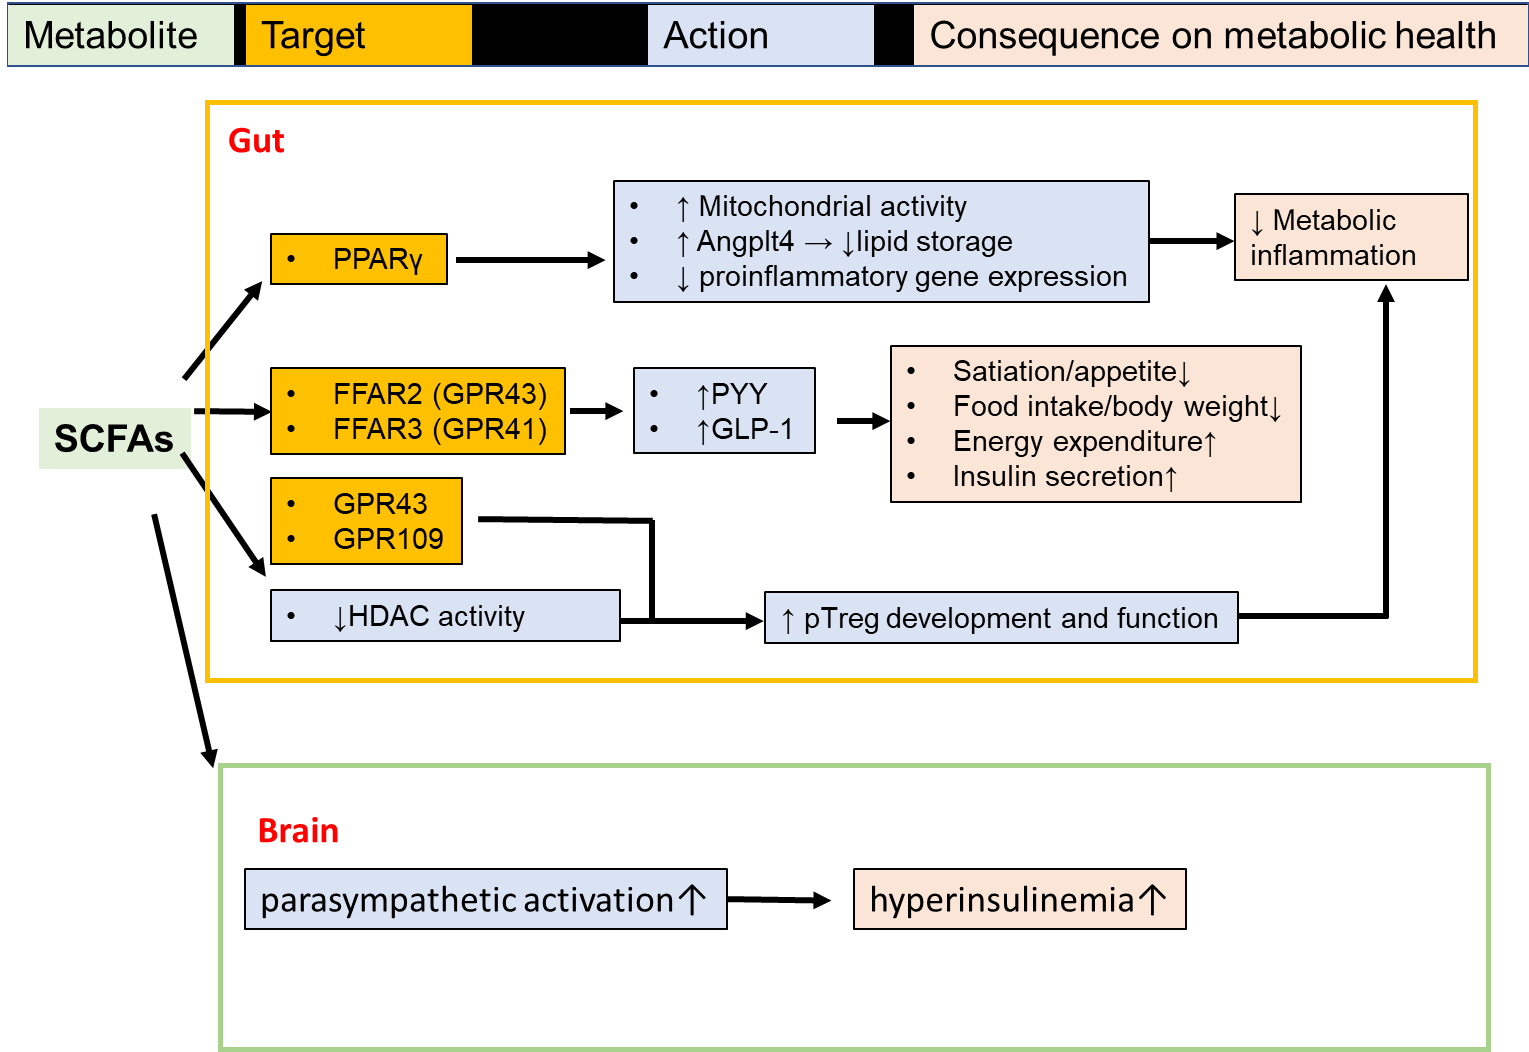 Metabolite
Target
Action
Consequence on metabolic health
Gut
• ↑ Mitochondrial activity
• ↑ Angplt4 → ↓lipid storage
• ↓ proinflammatory gene expression
↓ Metabolic
inflammation
• PPARγ
• FFAR2 (GPR43)
• FFAR3 (GPR41)
• ↑PYY
• ↑GLP-1
• Satiation/appetite↓
• Food intake/body weight↓
• Energy expenditure↑
• Insulin secretion↑
SCFAs
• GPR43
• GPR109
• ↓HDAC activity
↑ pTreg development and function
Brain
parasympathetic activation↑
hyperinsulinemia↑